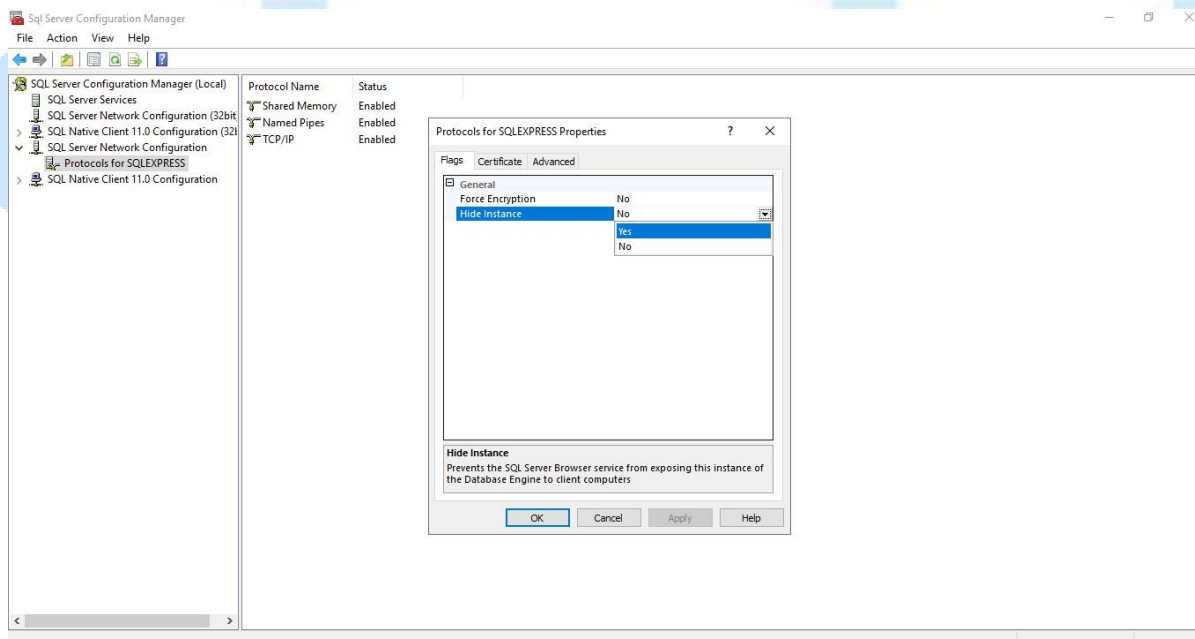 Sql Server Configuration Manager
File Action View Help
SQL Server Configuration Manager (Local)
SQL Server Services
SQL Server Network Configuration (32bit
SQL Native Client 11.0 Configuration (32
SQL Server Network Configuration
Protocols for SQLEXPRESS
SQL Native Client 11.0 Configuration
Protocol Name Status
Shared Memory Enabled
Named Pipes Enabled
TCP/IP Enabled
Protocols for SQLEXPRESS Properties ?
Flags Certificate Advanced
General
Force Encryption No
Hide Instance No
Yes
No
Hide Instance
Prevents the SQL Server Browser service from exposing this instance of
the Database Engine to client computers
OK Cancel Apply Help